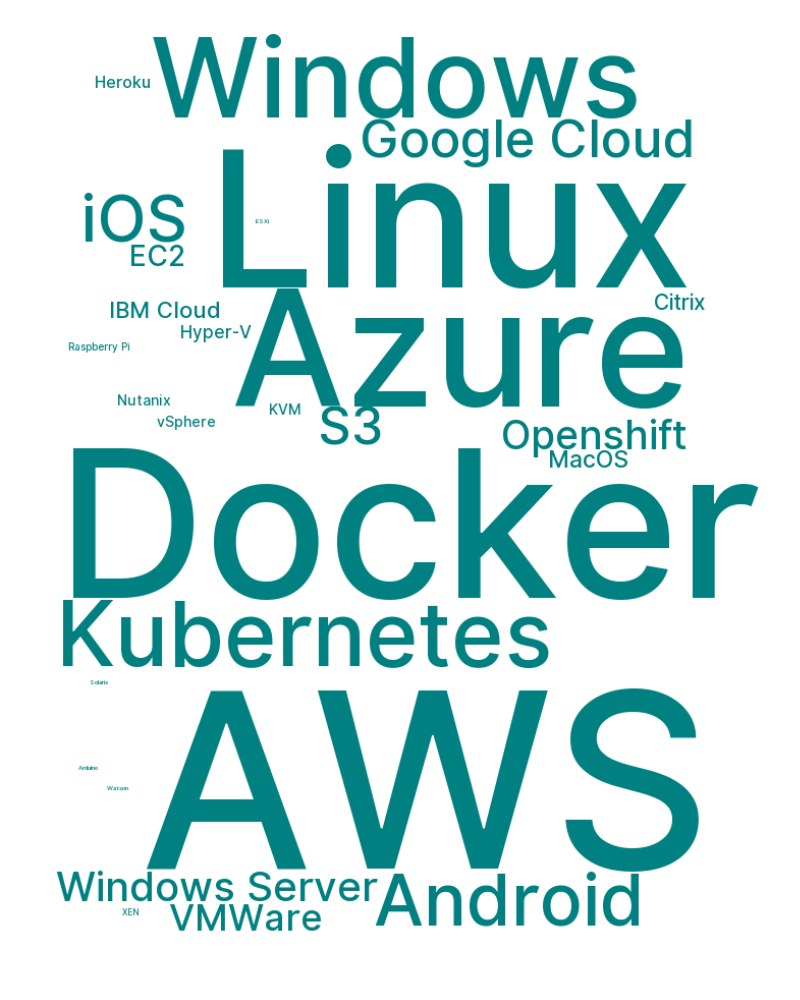 Windows
Heroku
Google Cloud
Linux
iOS
ESXi
EC2
Citrix
IBM Cloud
Hyper-V
Azure
Raspberry Pi
Nutanix
KVM
vSphere
S3
Openshift
MacOS
Docker
Kubernetes
Solaris
AWS
Arduino
Watson
Windows Server
Android
XEN
VMWare